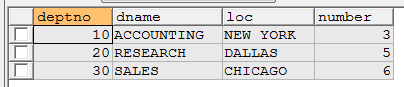 deptno dname loc number
10 ACCOUNTING NEW YORK 3
20 RESEARCH DALLAS 5
30 SALES CHICAGO 6